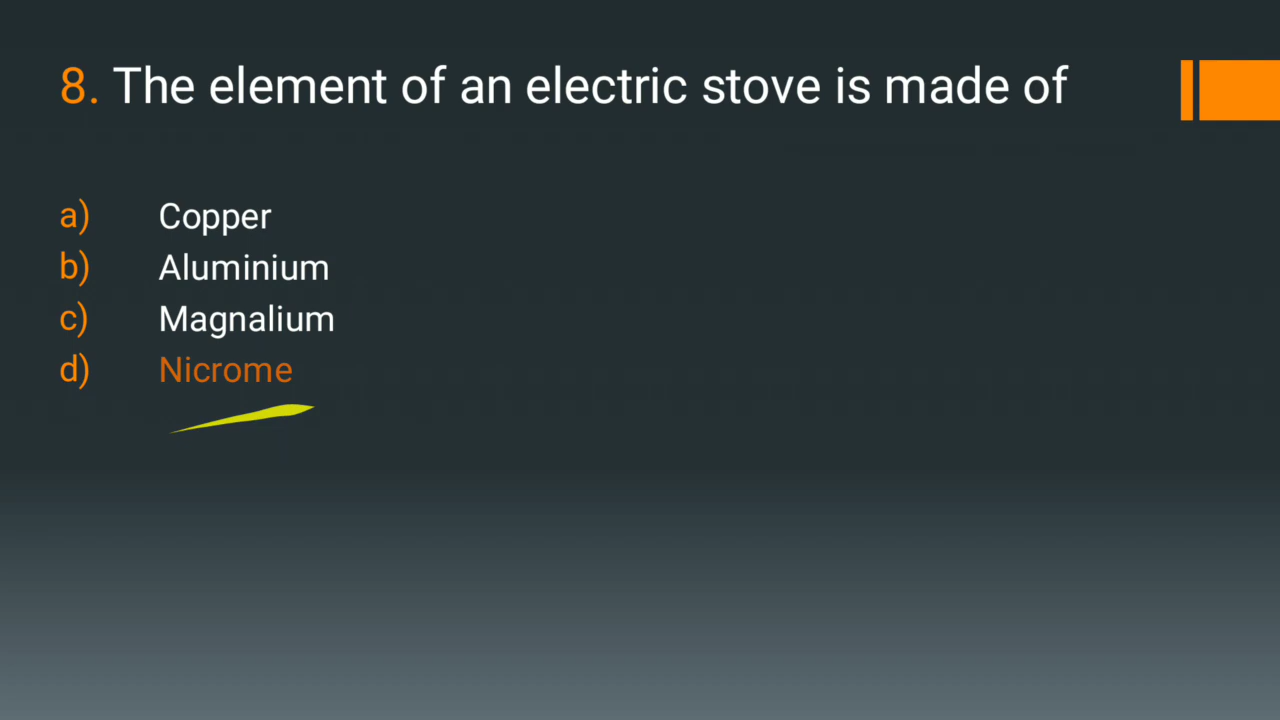 8. The element of an electric stove is made of
a) Copper
b) Aluminium
c) Magnalium
d) Nicrome